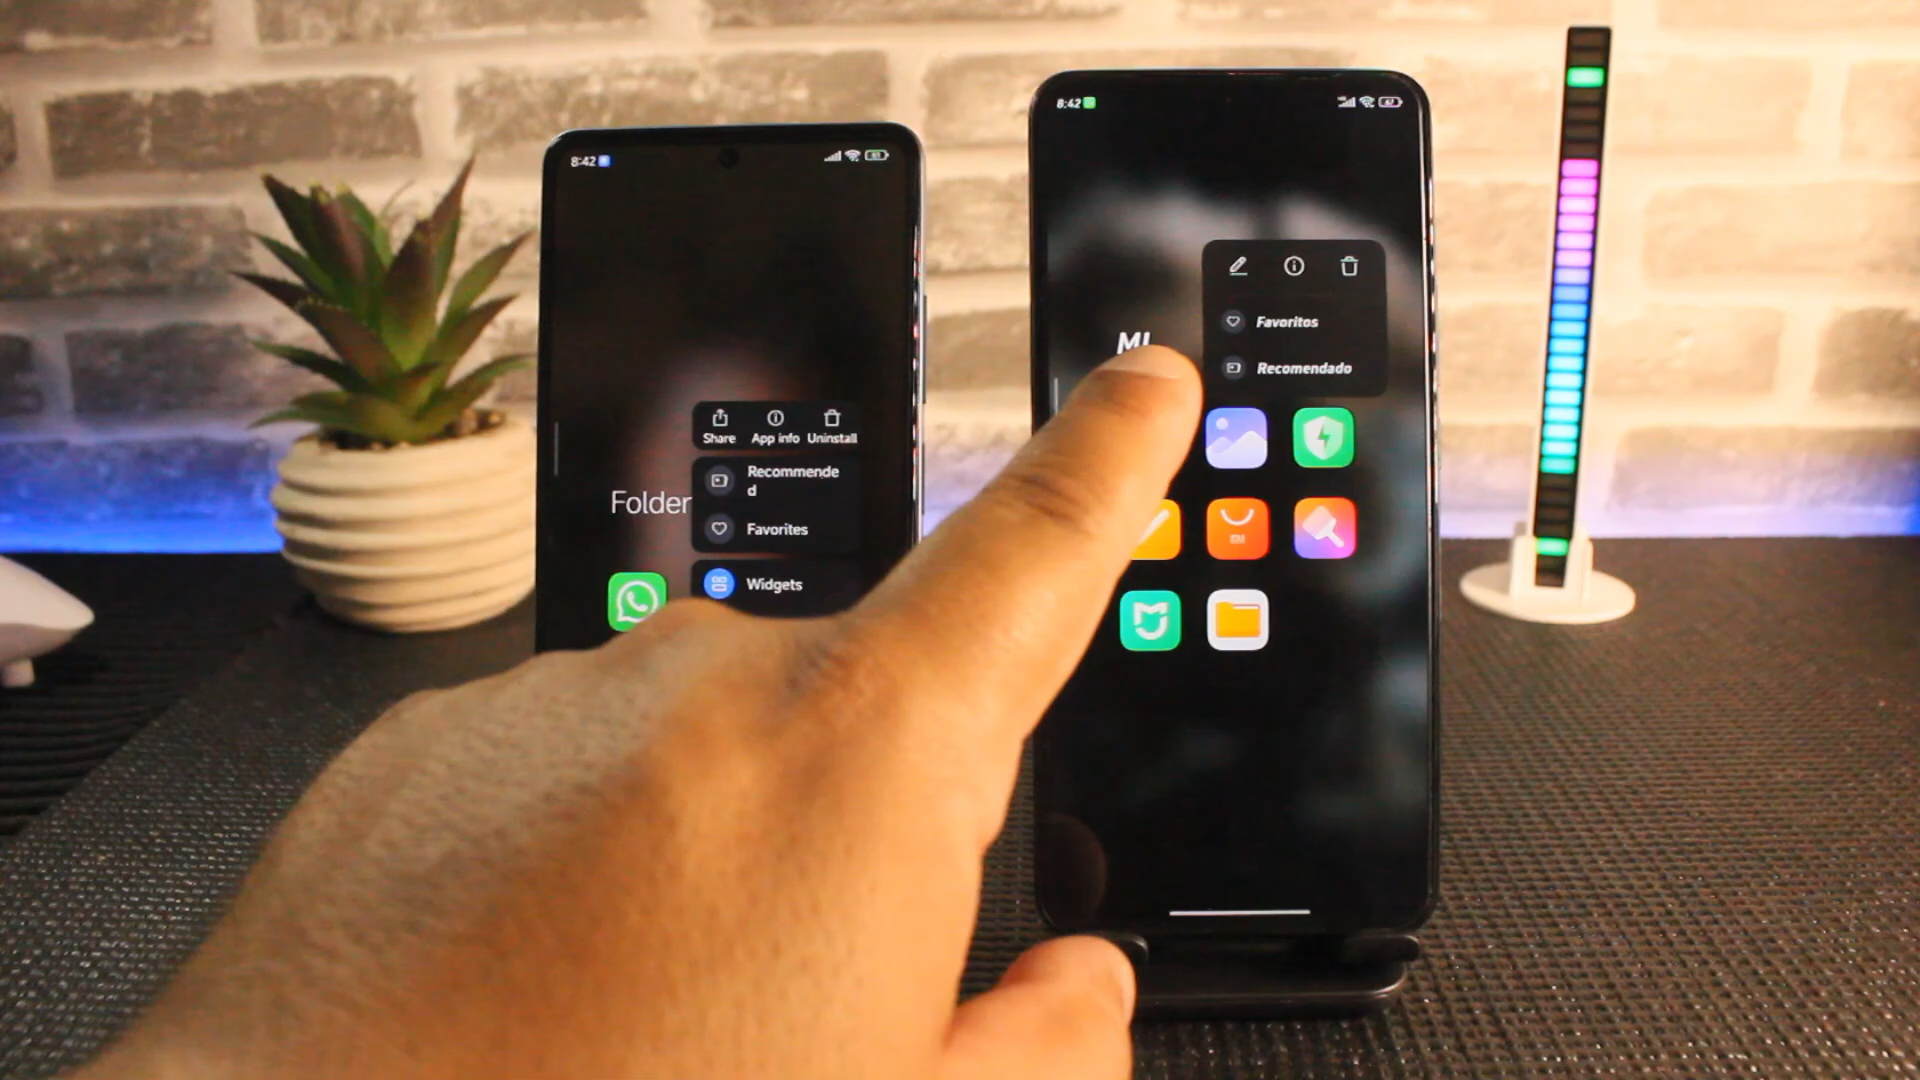 8:42
Share App info Uninstall
Recommende
d
Folder
Favorites
Widgets
8:42
Favoritos
MI
Recomendado